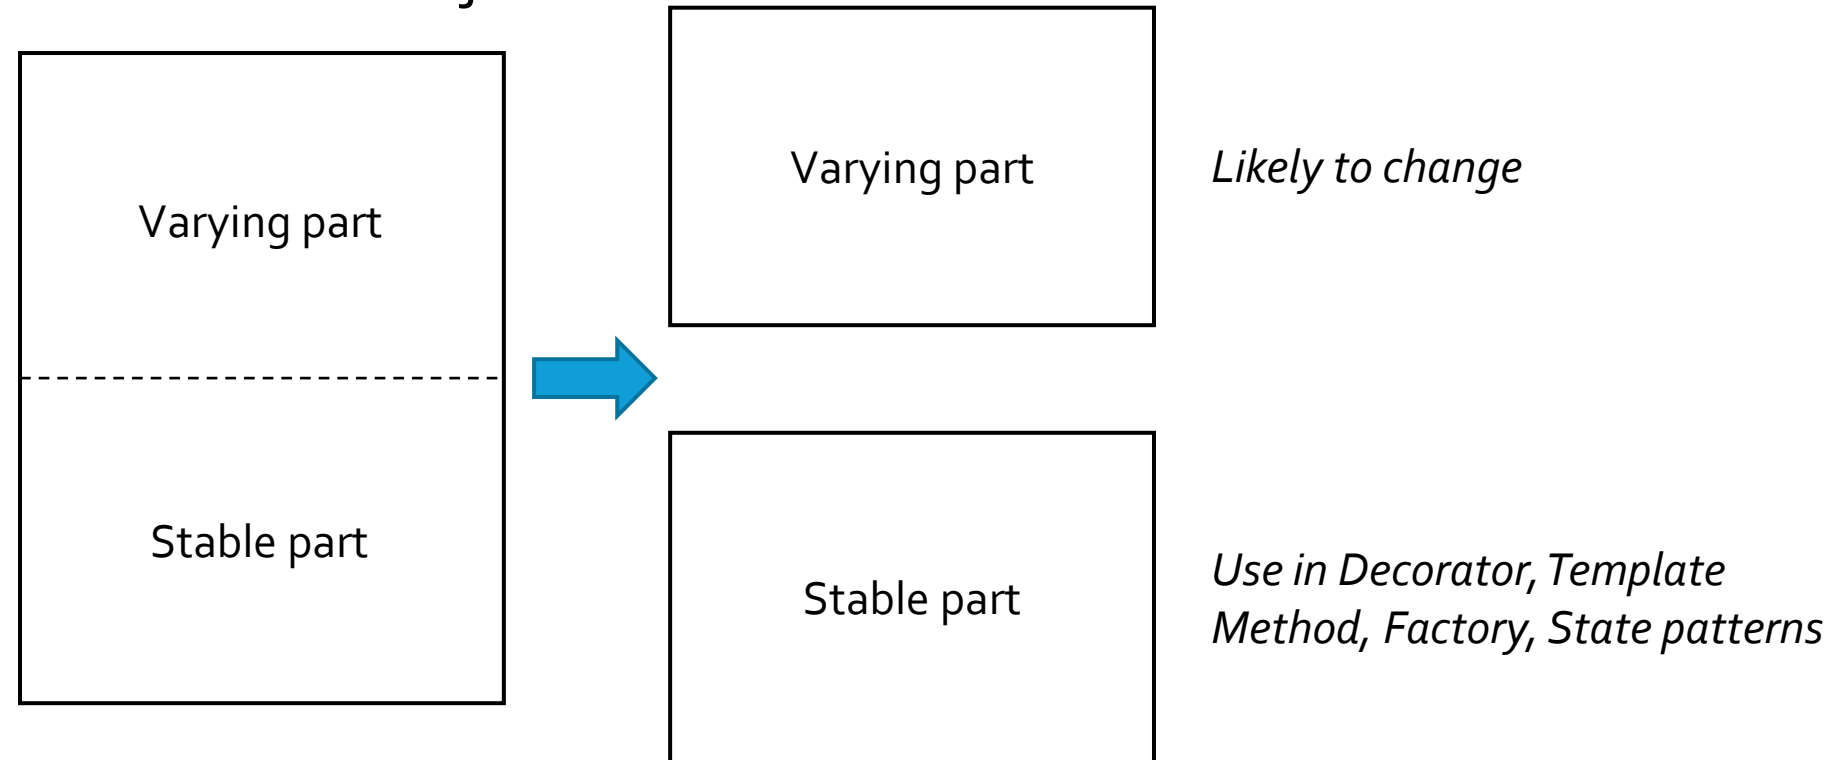 Varying part
Stable part
Varying part
Likely to change
Stable part
Use in Decorator, Template
Method, Factory, State patterns